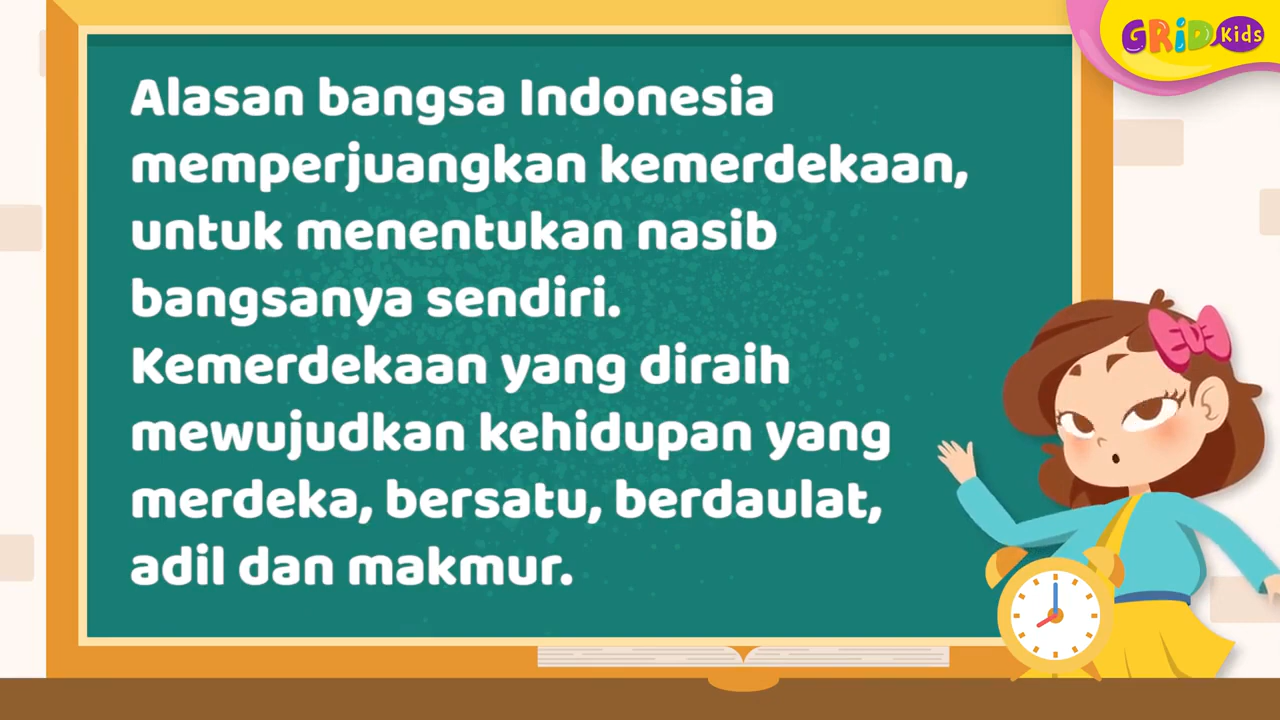 GRID Kids
Alasan bangsa Indonesia
memperjuangkan kemerdekaan,
untuk menentukan nasib
bangsanya sendiri.
Kemerdekaan yang diraih
mewujudkan kehidupan yang
merdeka, bersatu, berdaulat,
adil dan makmur.